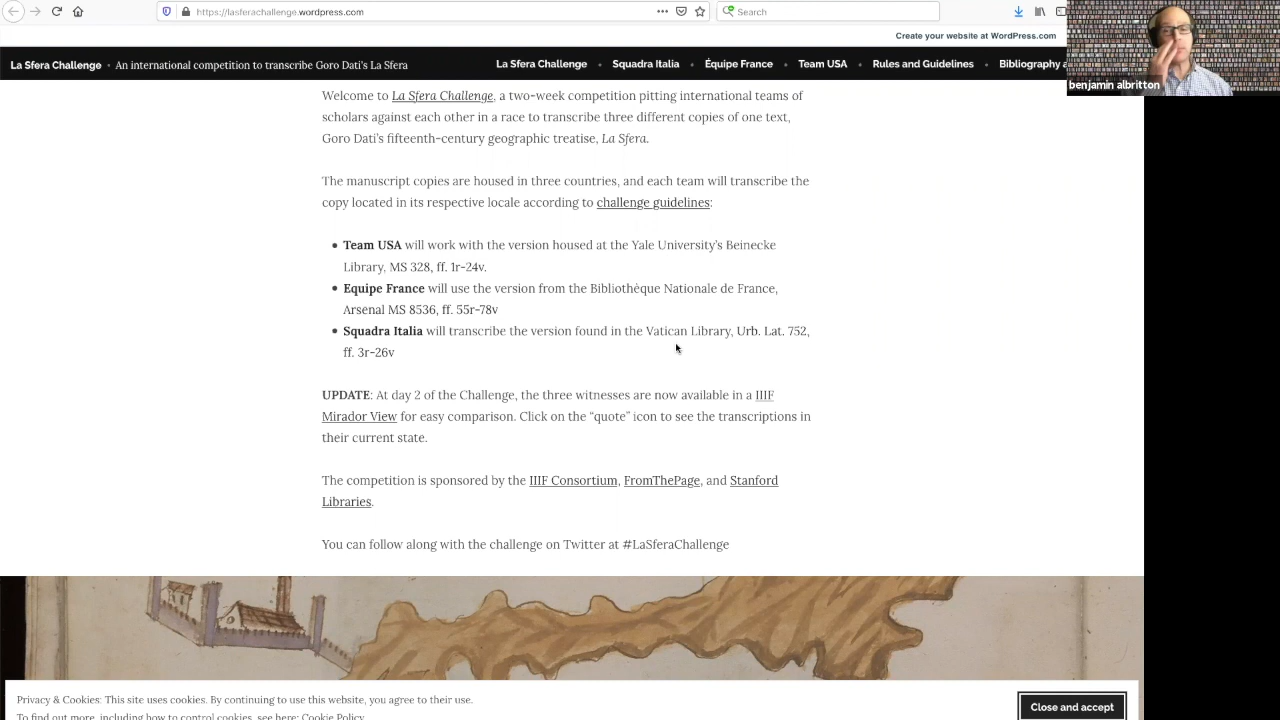 https://lasferachallenge.wordpress.com
Search
Create your website at WordPress.com
La Sfera Challenge • An international competition to transcribe Goro Dati's La Sfera
La Sfera Challenge • Squadra Italia • Équipe France • Team USA • Rules and Guidelines • Bibliography
benjamin albritton
Welcome to La Sfera Challenge, a two-week competition pitting international teams of
scholars against each other in a race to transcribe three different copies of one text,
Goro Dati's fifteenth-century geographic treatise, La Sfera.
The manuscript copies are housed in three countries, and each team will transcribe the
copy located in its respective locale according to challenge guidelines:
• Team USA will work with the version housed at the Yale University's Beinecke
Library, MS 328, ff. 1r-24v.
• Equipe France will use the version from the Bibliothèque Nationale de France,
Arsenal MS 8536, ff. 55r-78v
• Squadra Italia will transcribe the version found in the Vatican Library, Urb. Lat. 752,
ff. 3r-26v
UPDATE: At day 2 of the Challenge, the three witnesses are now available in a IIIF
Mirador View for easy comparison. Click on the “quote” icon to see the transcriptions in
their current state.
The competition is sponsored by the IIIF Consortium, FromThePage, and Stanford
Libraries.
You can follow along with the challenge on Twitter at #LaSferaChallenge
Privacy & Cookies: This site uses cookies. By continuing to use this website, you agree to their use.
To find out more, including how to control cookies, see here: Cookie Policy
Close and accept